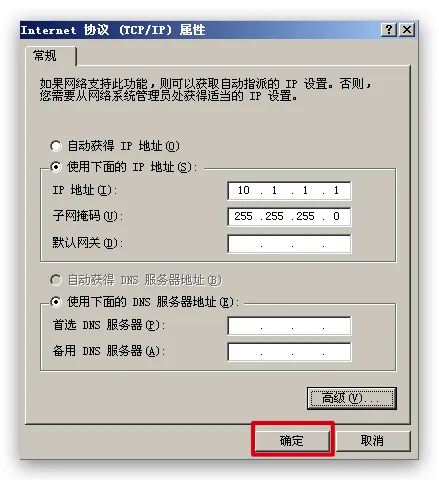 Internet 协议 (TCP/IP) 属性
常规
如果网络支持此功能，则可以获取自动指派的 IP 设置。否则，
您需要从网络系统管理员处获得适当的 IP 设置。
自动获得 IP 地址(O)
使用下面的 IP 地址(S):
IP 地址(I): 10 . 1 . 1 . 1
子网掩码(U): 255 .255 .255 . 0
默认网关(D): . . .
自动获得 DNS 服务器地址(B)
使用下面的 DNS 服务器地址(E):
首选 DNS 服务器(P): . . .
备用 DNS 服务器(A): . . .
高级(V)...
确定 取消